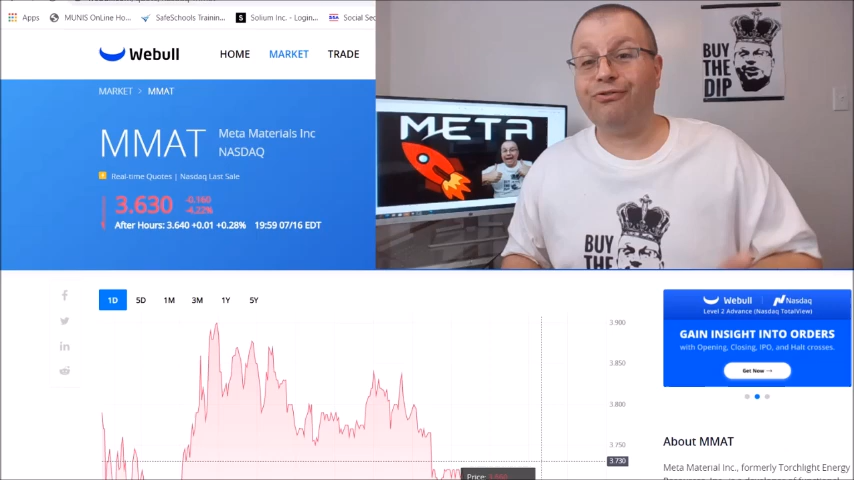 Apps
MUNIS OnLine Ho...
SafeSchools Training...
Solium Inc. - Login...
Social Sec
Webull
HOME
MARKET
TRADE
MARKET > MMAT
MMAT
Meta Materials Inc
NASDAQ
Real-time Quotes | Nasdaq Last Sale
3.630
-0.160
-4.22%
After Hours: 3.640 +0.01 +0.28% 19:59 07/16 EDT
META
BUY
THE
DIP
BUY
THE
1D
5D
1M
3M
1Y
5Y
3.900
3.850
3.800
3.750
3.730
Price:
Webull | Nasdaq
Level 2 Advance (Nasdaq TotalView)
GAIN INSIGHT INTO ORDERS
with Opening, Closing, IPO, and Halt crosses.
Get Now →
About MMAT
Meta Material Inc., formerly Torchlight Energy